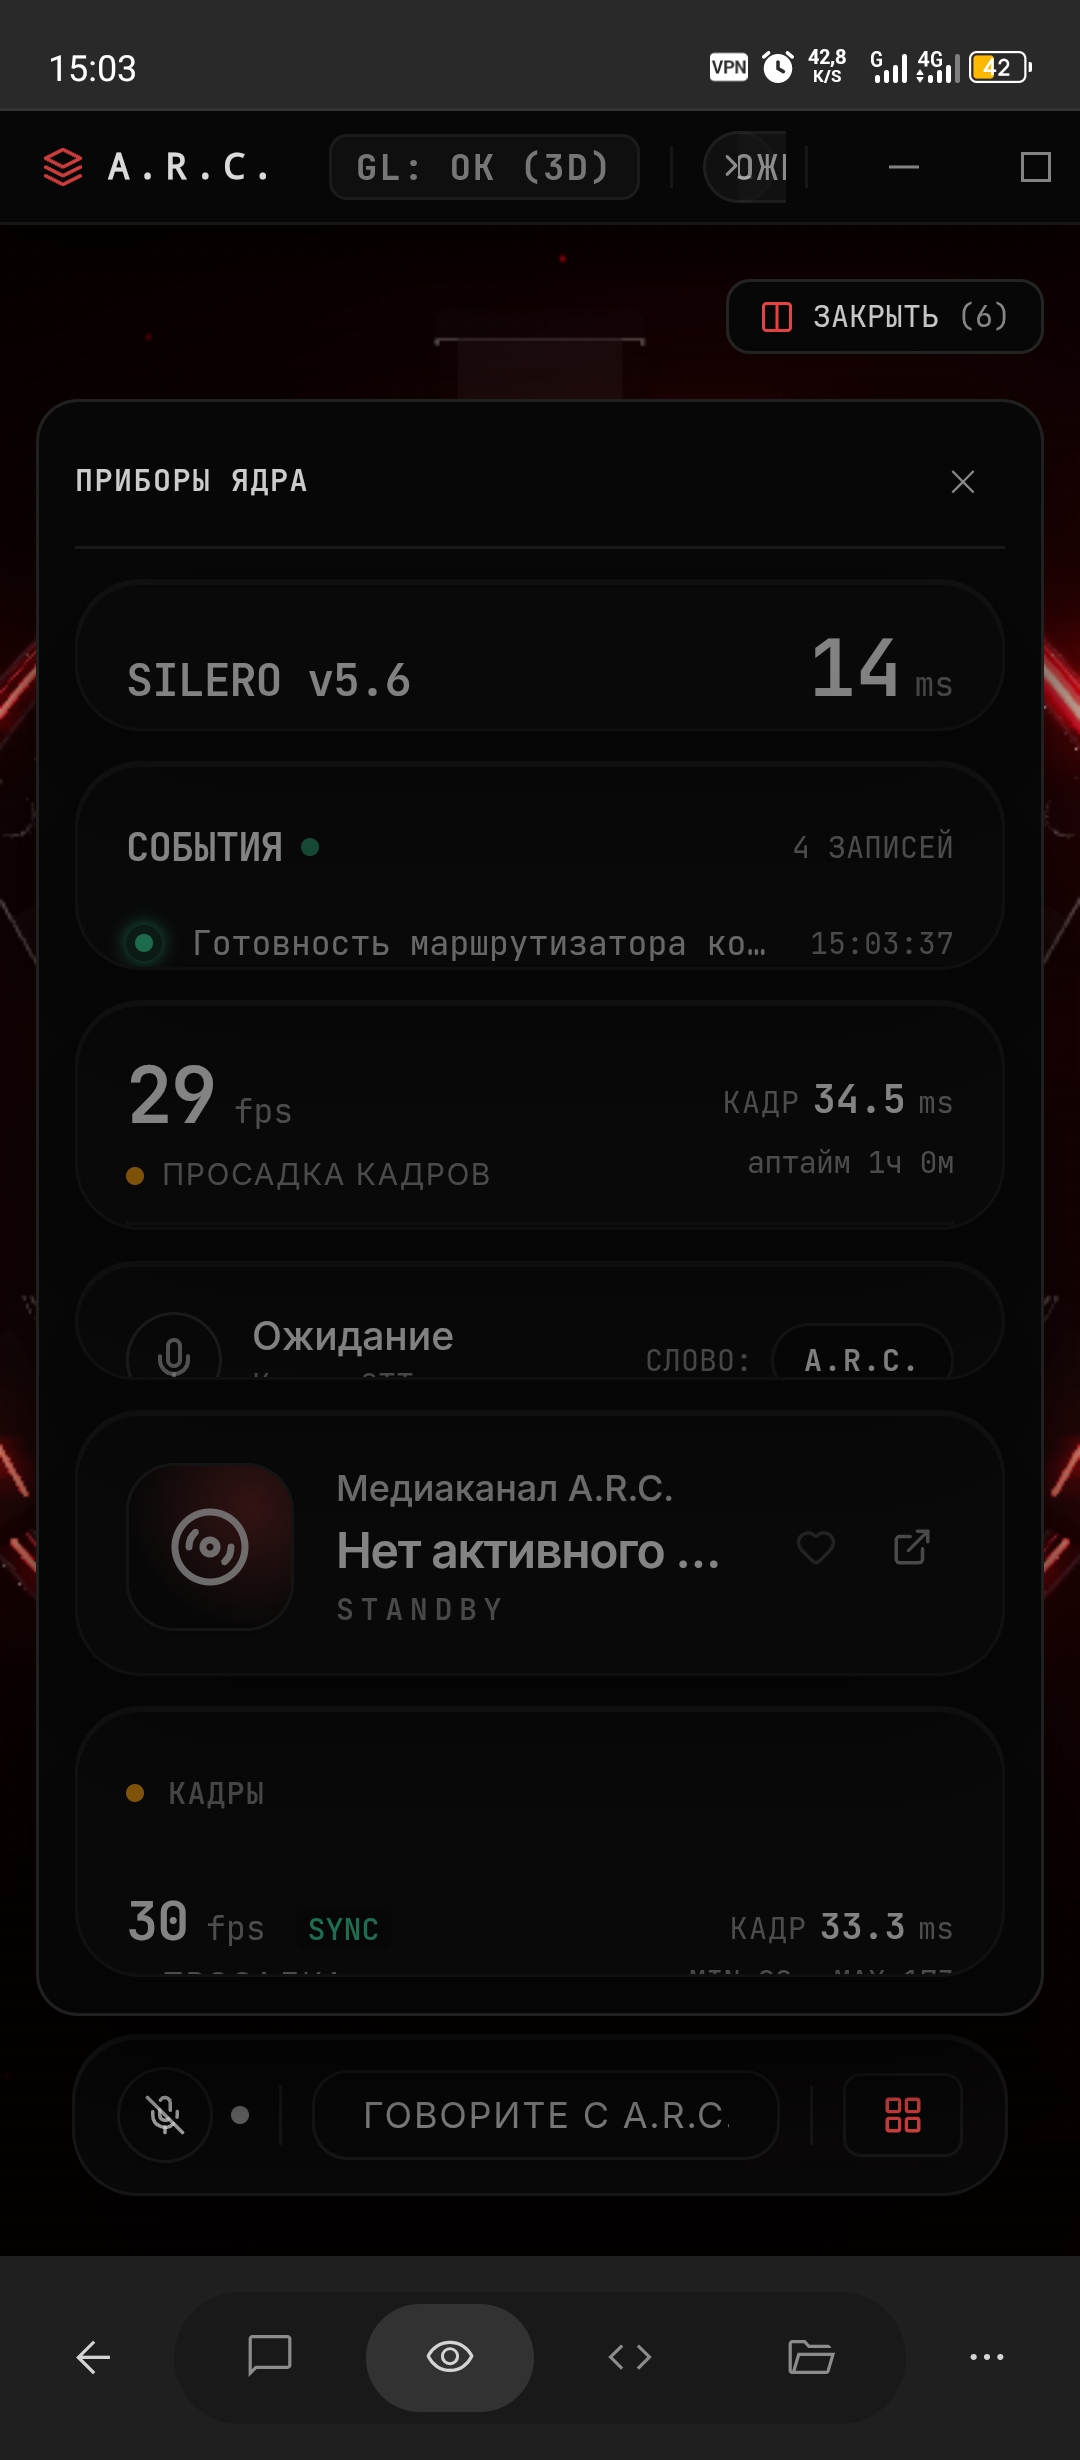 15:03
VPN
42,8
K/S
G
4G
42
A.R.C.
GL: OK (3D)
ЗАКРЫТЬ (6)
ПРИБОРЫ ЯДРА
SILERO v5.6
14 ms
СОБЫТИЯ
4 ЗАПИСЕЙ
Готовность маршрутизатора ко…
15:03:37
29 fps
КАДР 34.5 ms
ПРОСАДКА КАДРОВ
аптайм 1ч 0м
Ожидание
СЛОВО: A.R.C.
Медиаканал A.R.C.
Нет активного ...
STANDBY
КАДРЫ
30 fps SYNC
КАДР 33.3 ms
ГОВОРИТЕ С A.R.C.